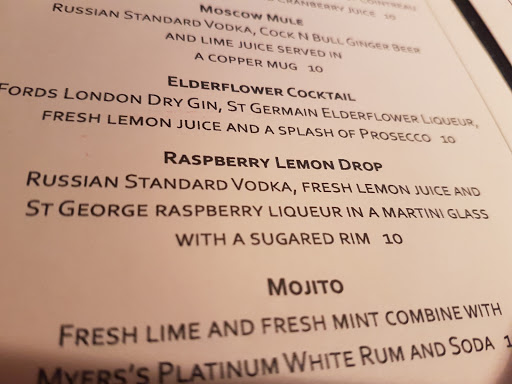 CRANBERRY JUICE 10
MOSCOW MULE
RUSSIAN STANDARD VODKA, COCK N BULL GINGER BEER
AND LIME JUICE SERVED IN
A COPPER MUG 10
ELDERFLOWER COCKTAIL
FORDS LONDON DRY GIN, ST GERMAIN ELDERFLOWER LIQUEUR,
FRESH LEMON JUICE AND A SPLASH OF PROSECCO 10
RASPBERRY LEMON DROP
RUSSIAN STANDARD VODKA, FRESH LEMON JUICE AND
ST GEORGE RASPBERRY LIQUEUR IN A MARTINI GLASS
WITH A SUGARED RIM 10
MOJITO
FRESH LIME AND FRESH MINT COMBINE WITH
MYERS'S PLATINUM WHITE RUM AND SODA